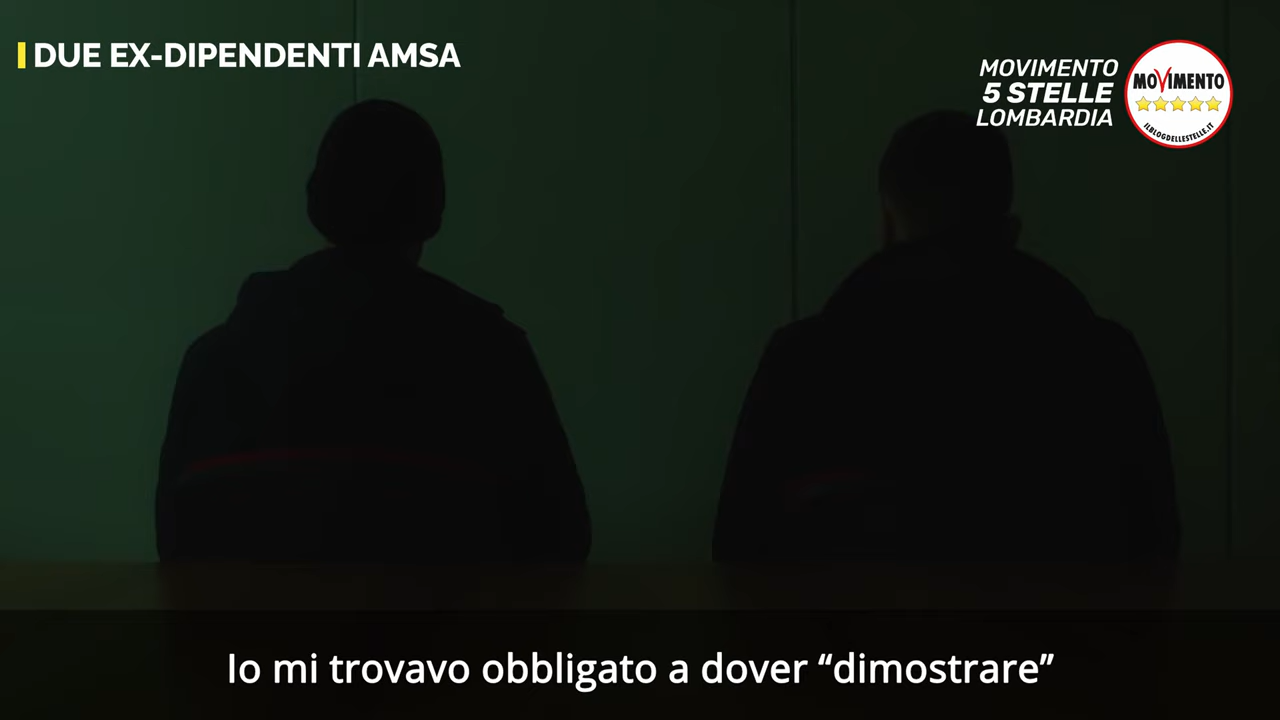 DUE EX-DIPENDENTI AMSA
MOVIMENTO
5 STELLE
LOMBARDIA
MOVIMENTO
ILBLOGDELLESTELLE.IT
Io mi trovavo obbligato a dover “dimostrare”